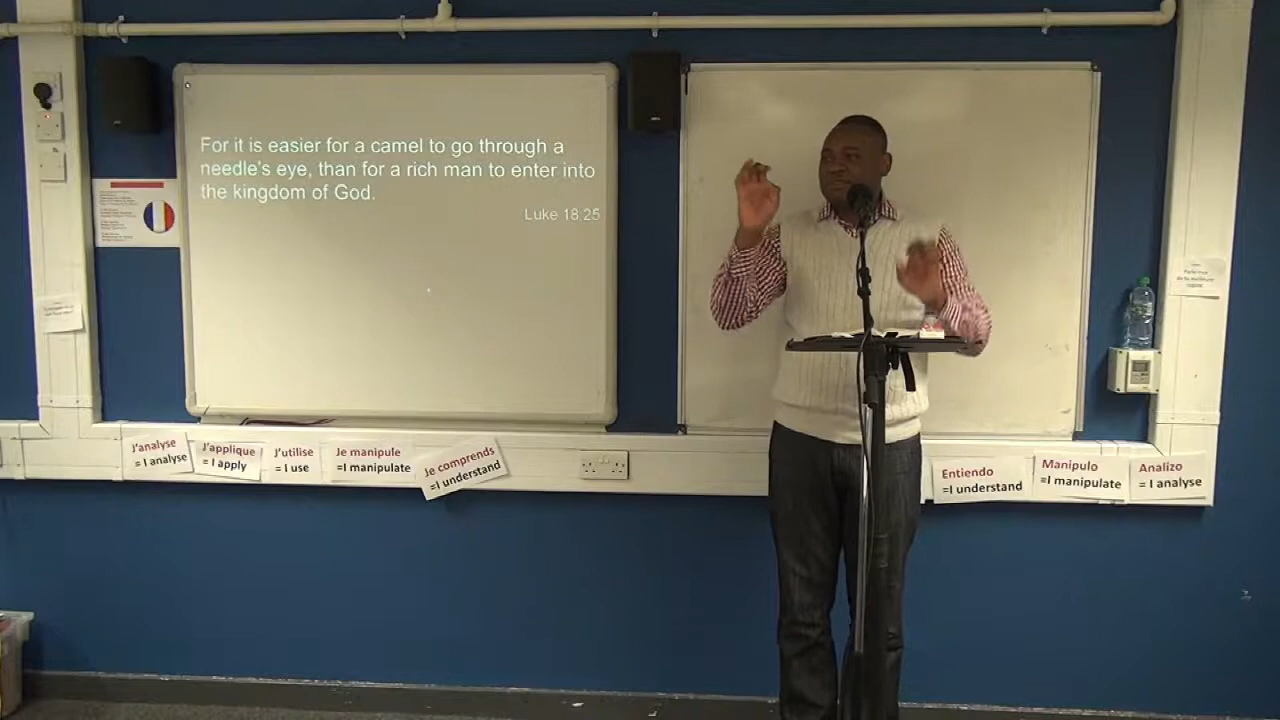 For it is easier for a camel to go through a
needle's eye, than for a rich man to enter into
the kingdom of God.
Luke 18:25
J'analyse
= I analyse
J'applique
= I apply
J'utilise
= I use
Je manipule
=I manipulate
Je comprends
=I understand
Entiendo
=I understand
Manipulo
=I manipulate
Analizo
= I analyse